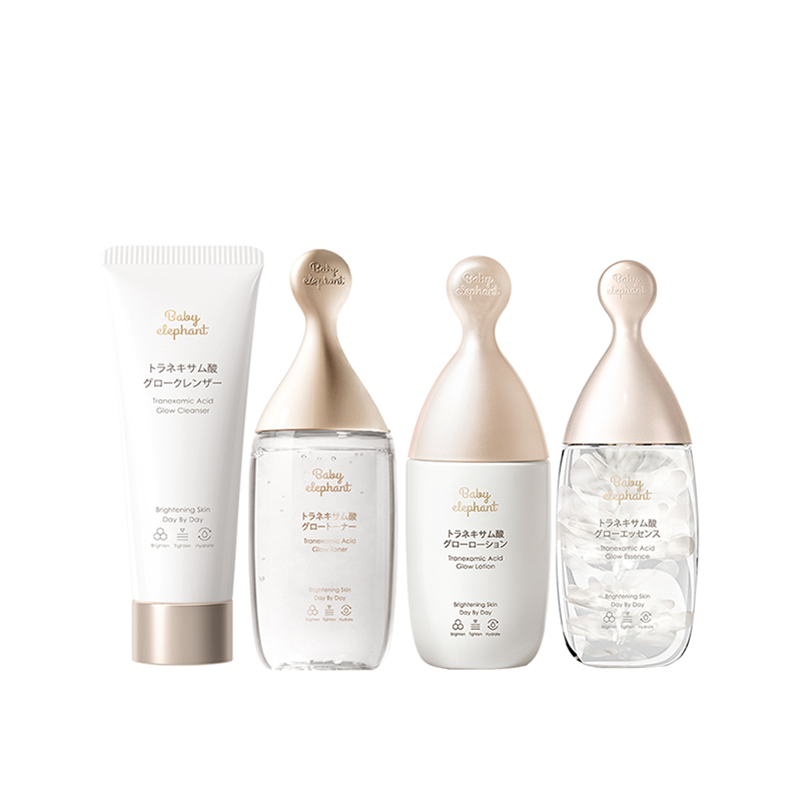 Baby
elephant
トラネキサム酸
グロークレンザー
Tranexamic Acid
Glow Cleanser
Brightening Skin
Day By Day
Brighten Tighten Hydrate
Baby
elephant
Baby
elephant
トラネキサム酸
グロートーナー
Tranexamic Acid
Glow Toner
Brightening Skin
Day By Day
Brighten Tighten Hydrate
Baby
elephant
Baby
elephant
トラネキサム酸
グローローション
Tranexamic Acid
Glow Lotion
Brightening Skin
Day By Day
Brighten Tighten Hydrate
Baby
elephant
Baby
elephant
トラネキサム酸
グローエッセンス
Tranexamic Acid
Glow Essence
Brightening Skin
Day By Day
Brighten Tighten Hydrate